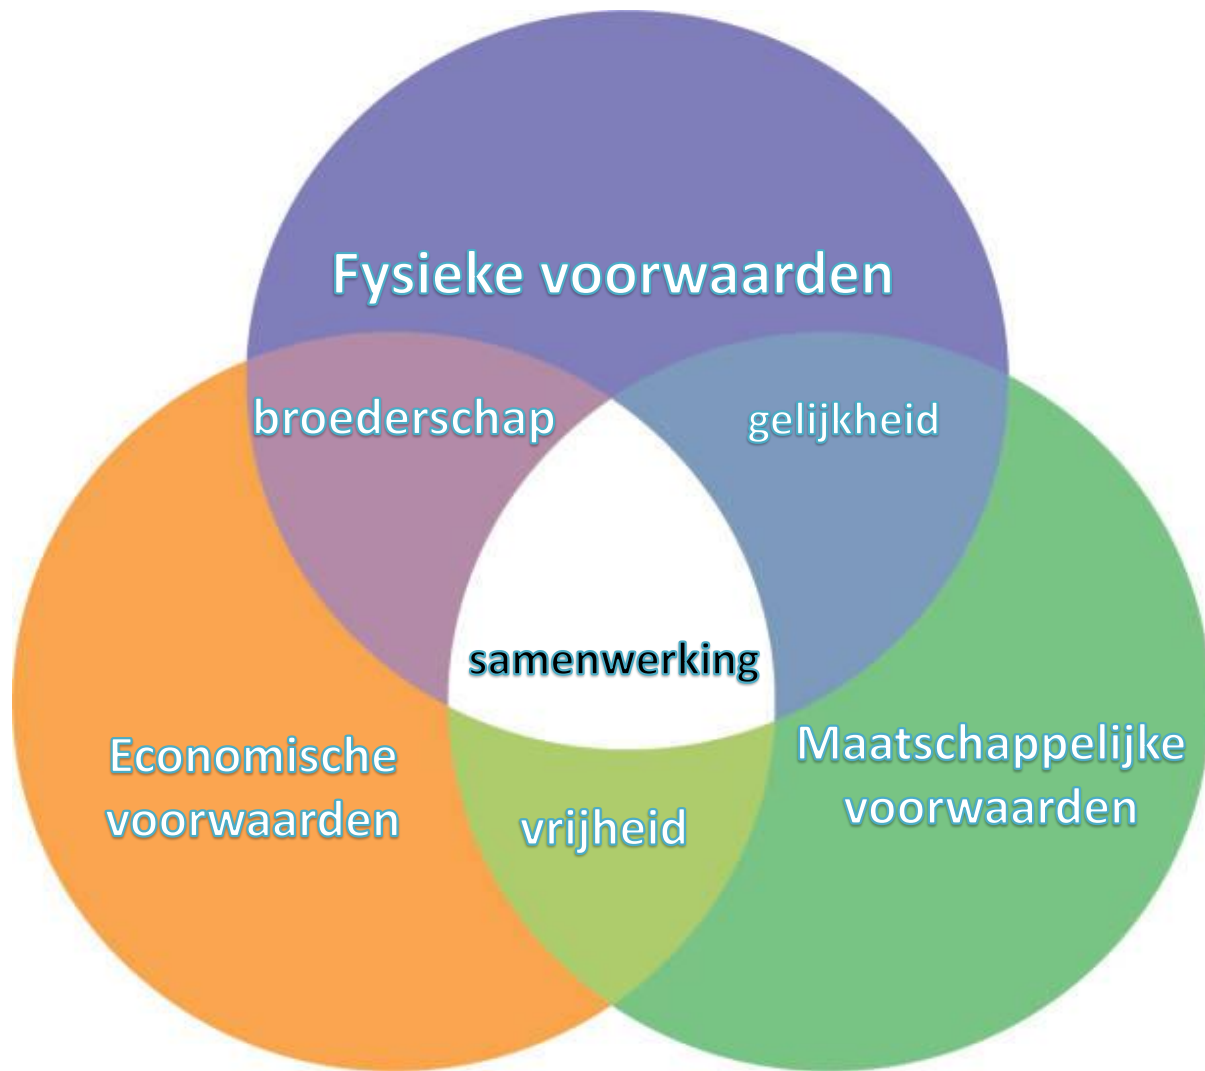 Fysieke voorwaarden
broederschap
gelijkheid
samenwerking
Economische
voorwaarden
Maatschappelijke
voorwaarden
vrijheid